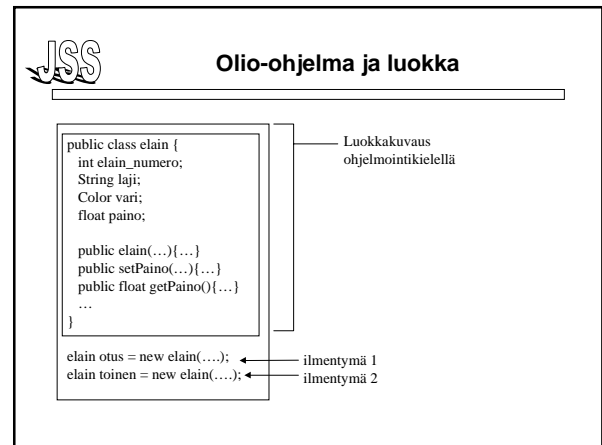 JSS
Olio-ohjelma ja luokka
public class elain {
int elain_numero;
String laji;
Color vari;
float paino;
public elain(…){…}
public setPaino(…){…}
public float getPaino(){…}
…
}
Luokkakuvaus
ohjelmointikielellä
elain otus = new elain(….);
ilmentymä 1
elain toinen = new elain(….);
ilmentymä 2